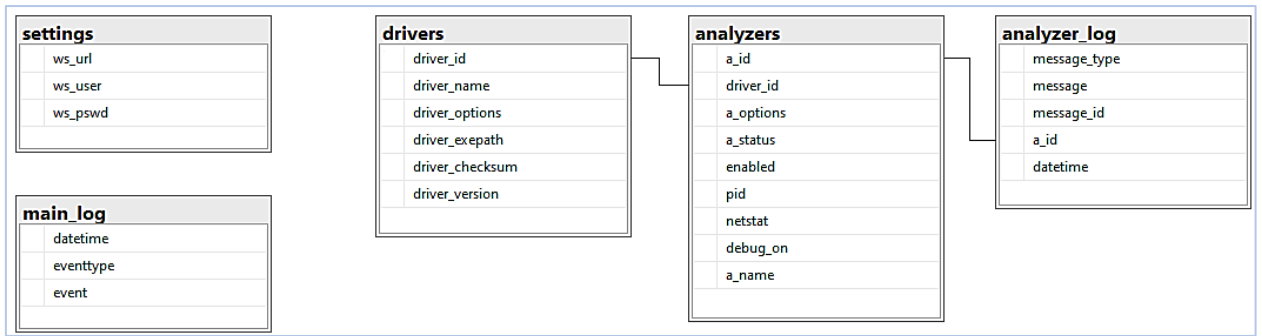 settings
ws_url
ws_user
ws_pswd
main_log
datetime
eventtype
event
drivers
driver_id
driver_name
driver_options
driver_exepath
driver_checksum
driver_version
analyzers
a_id
driver_id
a_options
a_status
enabled
pid
netstat
debug_on
a_name
analyzer_log
message_type
message
message_id
a_id
datetime